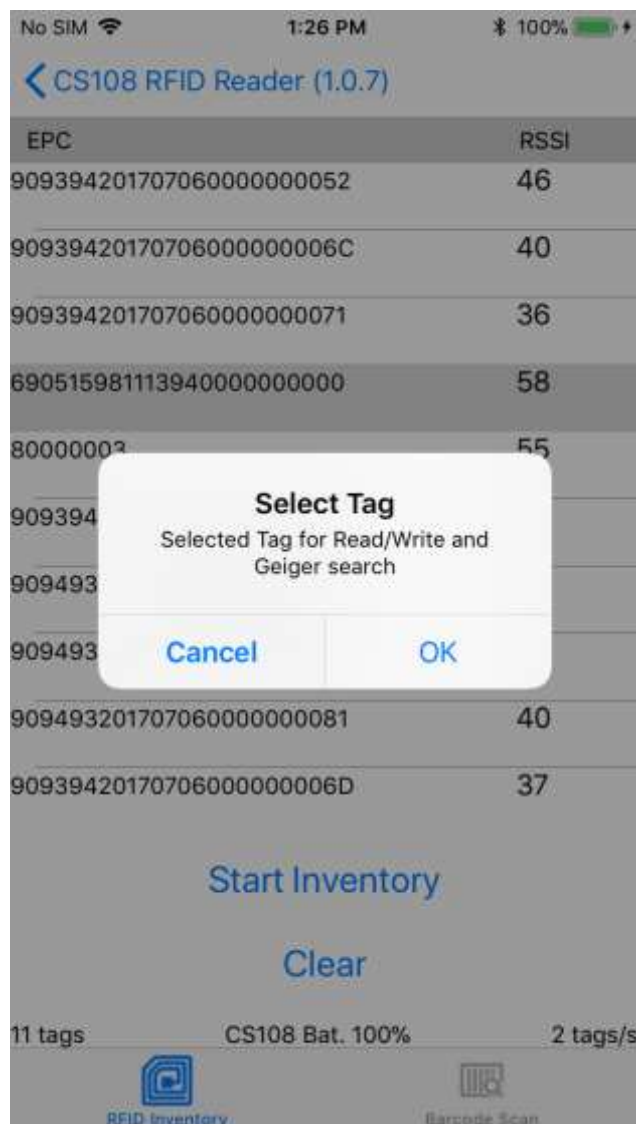 No SIM 1:26 PM 100%
CS108 RFID Reader (1.0.7)
EPC RSSI
909394201707060000000052 46
90939420170706000000006C 40
909394201707060000000071 36
690515981113940000000000 58
80000003 55
Select Tag
Selected Tag for Read/Write and
Geiger search
909394
909493
909493
Cancel OK
909493201707060000000081 40
90939420170706000000006D 37
Start Inventory
Clear
11 tags CS108 Bat. 100% 2 tags/s
RFID Inventory Barcode Scan